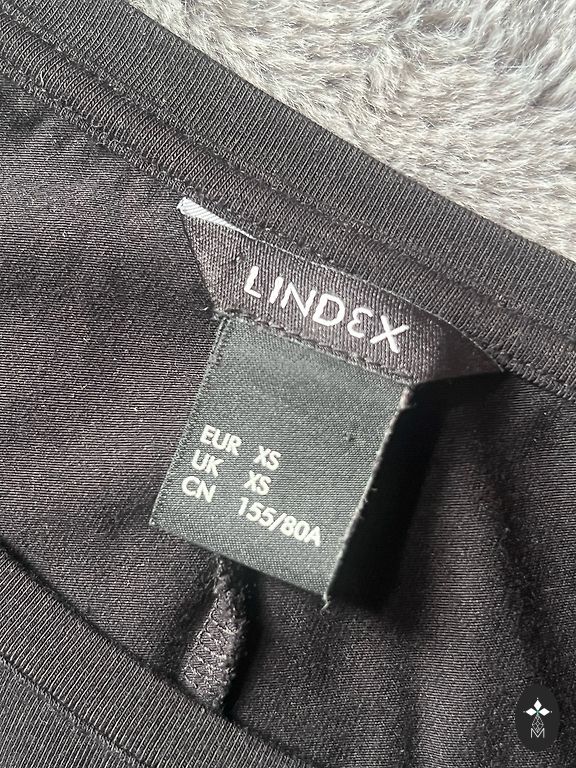 LINDEX
EUR XS
UK XS
CN 155/80A
M